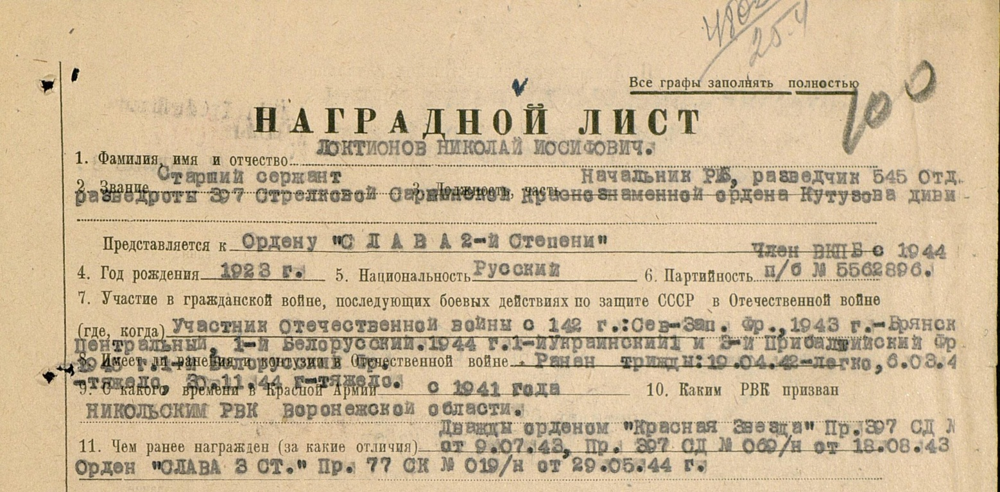 25.4
Все графы заполнять полностью
100
НАГРАДНОЙ ЛИСТ
1. Фамилия, имя и отчество ЛОКТИОНОВ НИКОЛАЙ ИОСИФОВИЧ.
2. Звание Старший сержант 3. Должность, часть Начальник РБ, разведчик 545 Отд.
разведроты 397 Стрелковой Сарненской Краснознаменной ордена Кутузова диви-
Представляется к Ордену "С Л А В А 2-й Степени"
Член ВКПБ с 1944
4. Год рождения 1923 г. 5. Национальность Русский 6. Партийность п/б № 5562896.
7. Участие в гражданской войне, последующих боевых действиях по защите СССР в Отечественной войне
(где, когда) Участник Отечественной войны с 142 г.:Сев-Зап. Фр.,1943 г.-Брянск
Центральный, 1-й Белорусский.1944 г.1-йУкраинский1 и 3-й Прибалтийский Фр
1945 г.1-й Белорусский Фр.
8. Имеет ли ранения и контузии в Отечественной войне Ранен трижды:19.04.42-легко,6.03.4
-тяжело, 30.11.44 г-тяжело.
9. С какого времени в Красной Армии с 1941 года 10. Каким РВК призван
НИКОЛЬСКИМ РВК Воронежской области.
Дважды орденом "Красная Звезда" Пр.397 СД №
11. Чем ранее награжден (за какие отличия) от 9.07.43, Пр. 397 СД № 069/н от 18.08.43
Орден "СЛАВА 3 СТ." Пр. 77 СК № 019/н от 29.05.44 г.